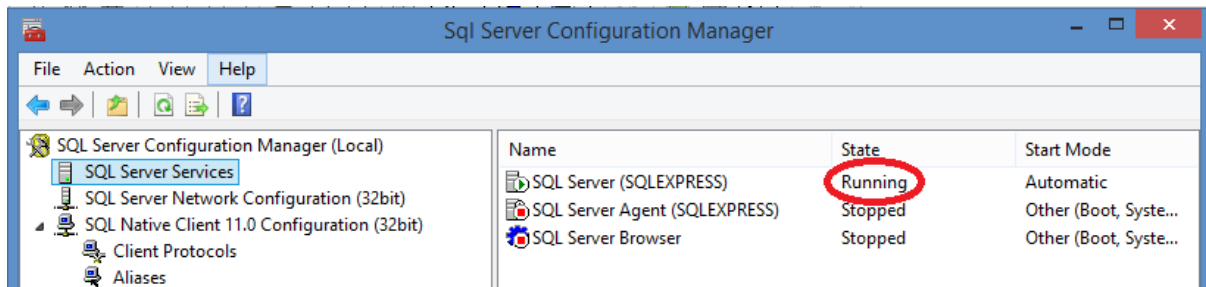 Sql Server Configuration Manager
File Action View Help
SQL Server Configuration Manager (Local)
SQL Server Services
SQL Server Network Configuration (32bit)
SQL Native Client 11.0 Configuration (32bit)
Client Protocols
Aliases
Name State Start Mode
SQL Server (SQLEXPRESS) Running Automatic
SQL Server Agent (SQLEXPRESS) Stopped Other (Boot, Syste...
SQL Server Browser Stopped Other (Boot, Syste...